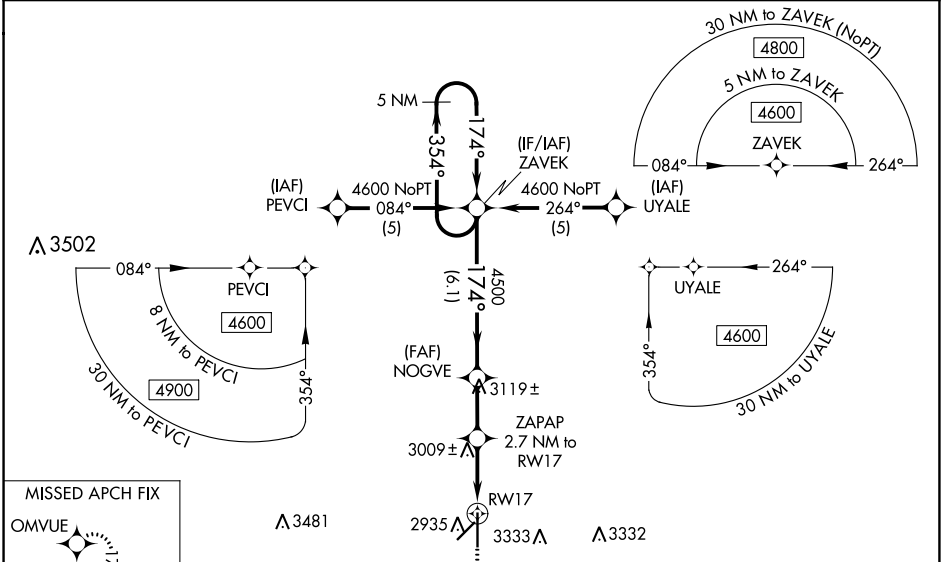 30 NM to ZAVEK (NoPT)
4800
5 NM to ZAVEK
4600
ZAVEK
084°
264°
5 NM
354°
174°
(IF/IAF)
ZAVEK
(IAF)
PEVCI
4600 NoPT
084°
(5)
4600 NoPT
264°
(5)
(IAF)
UYALE
3502
084°
PEVCI
4600
8 NM to PEVCI
4900
30 NM to PEVCI
354°
4500
174°
(6.1)
264°
UYALE
4600
354°
30 NM to UYALE
(FAF)
NOGVE
3119±
ZAPAP
2.7 NM to
RW17
3009±
RW17
MISSED APCH FIX
OMVUE
3481
2935
3333
3332